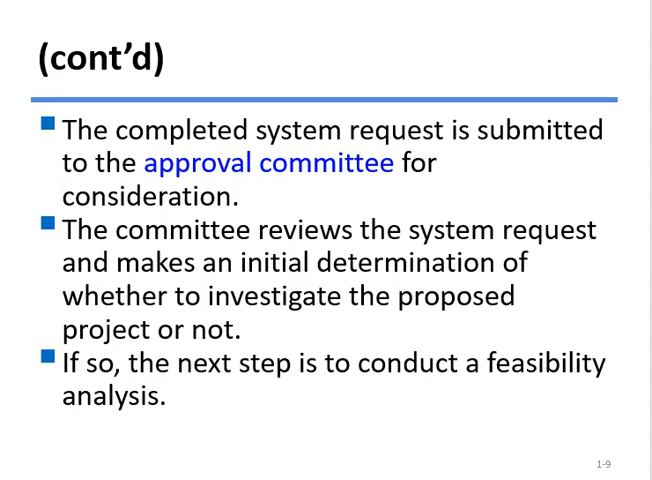 (cont’d)
The completed system request is submitted
to the approval committee for
consideration.
The committee reviews the system request
and makes an initial determination of
whether to investigate the proposed
project or not.
If so, the next step is to conduct a feasibility
analysis.
1-9